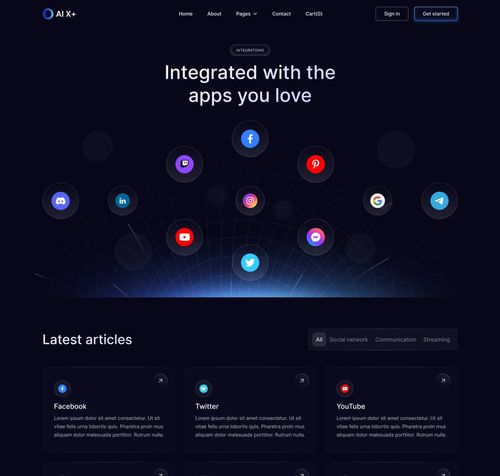 AI X+
Home
About
Pages
Contact
Cart(0)
Sign in
Get started
INTEGRATIONS
Integrated with the
apps you love
in
Latest articles
All
Social network
Communication
Streaming
Facebook
Twitter
YouTube
Lorem ipsum dolor sit amet consectetur. Ut sit
vitae felis urna lobortis quis. Pharetra proin mus
aliquam dolor malesuada porttitor. Rutrum nulla.
Lorem ipsum dolor sit amet consectetur. Ut sit
vitae felis urna lobortis quis. Pharetra proin mus
aliquam dolor malesuada porttitor. Rutrum nulla.
Lorem ipsum dolor sit amet consectetur. Ut sit
vitae felis urna lobortis quis. Pharetra proin mus
aliquam dolor malesuada porttitor. Rutrum nulla.